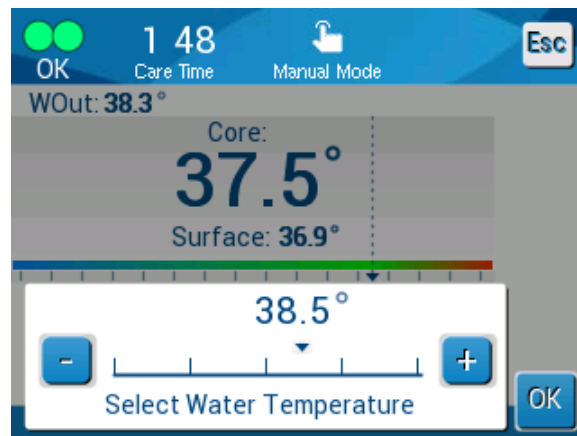 1 48
OK Care Time Manual Mode Esc
WOut: 38.3°
Core:
37.5°
Surface: 36.9°
38.5°
- +
Select Water Temperature
OK